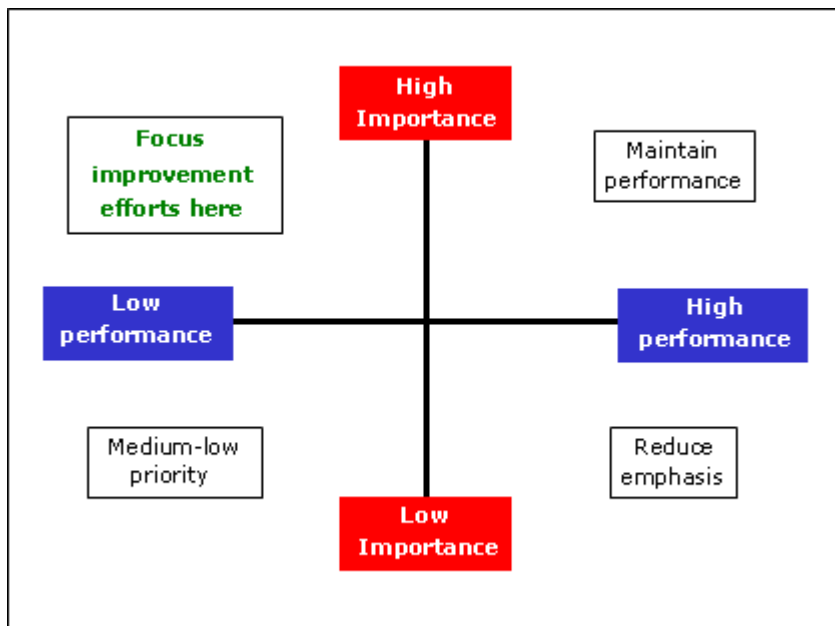 High
Importance
Focus
improvement
efforts here
Maintain
performance
Low
performance
High
performance
Medium-low
priority
Reduce
emphasis
Low
Importance